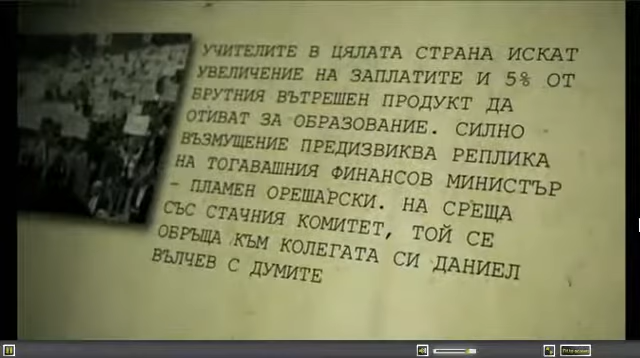 УЧИТЕЛИТЕ В ЦЯЛАТА СТРАНА ИСКАТ
УВЕЛИЧЕНИЕ НА ЗАПЛАТИТЕ И 5% ОТ
БРУТНИЯ ВЪТРЕШЕН ПРОДУКТ ДА
ОТИВАТ ЗА ОБРАЗОВАНИЕ. СИЛНО
ВЪЗМУЩЕНИЕ ПРЕДИЗВИКВА РЕПЛИКА
НА ТОГАВАШНИЯ ФИНАНСОВ МИНИСТЪР
– ПЛАМЕН ОРЕШАРСКИ. НА СРЕЩА
СЪС СТАЧНИЯ КОМИТЕТ, ТОЙ СЕ
ОБРЪЩА КЪМ КОЛЕГАТА СИ ДАНИЕЛ
ВЪЛЧЕВ С ДУМИТЕ